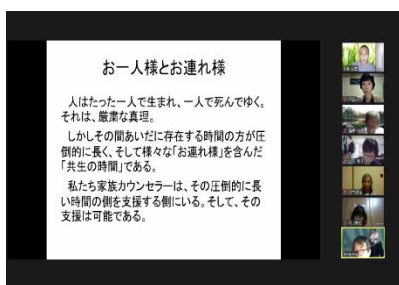 お一人様とお連れ様
人はたった一人で生まれ、一人で死んでゆく。
それは、厳粛な真理。
しかしその間あいだに存在する時間の方が圧
倒的に長く、そして様々な「お連れ様」を含んだ
「共生の時間」である。
私たち家族カウンセラーは、その圧倒的に長
い時間の側を支援する側にいる。そして、その
支援は可能である。